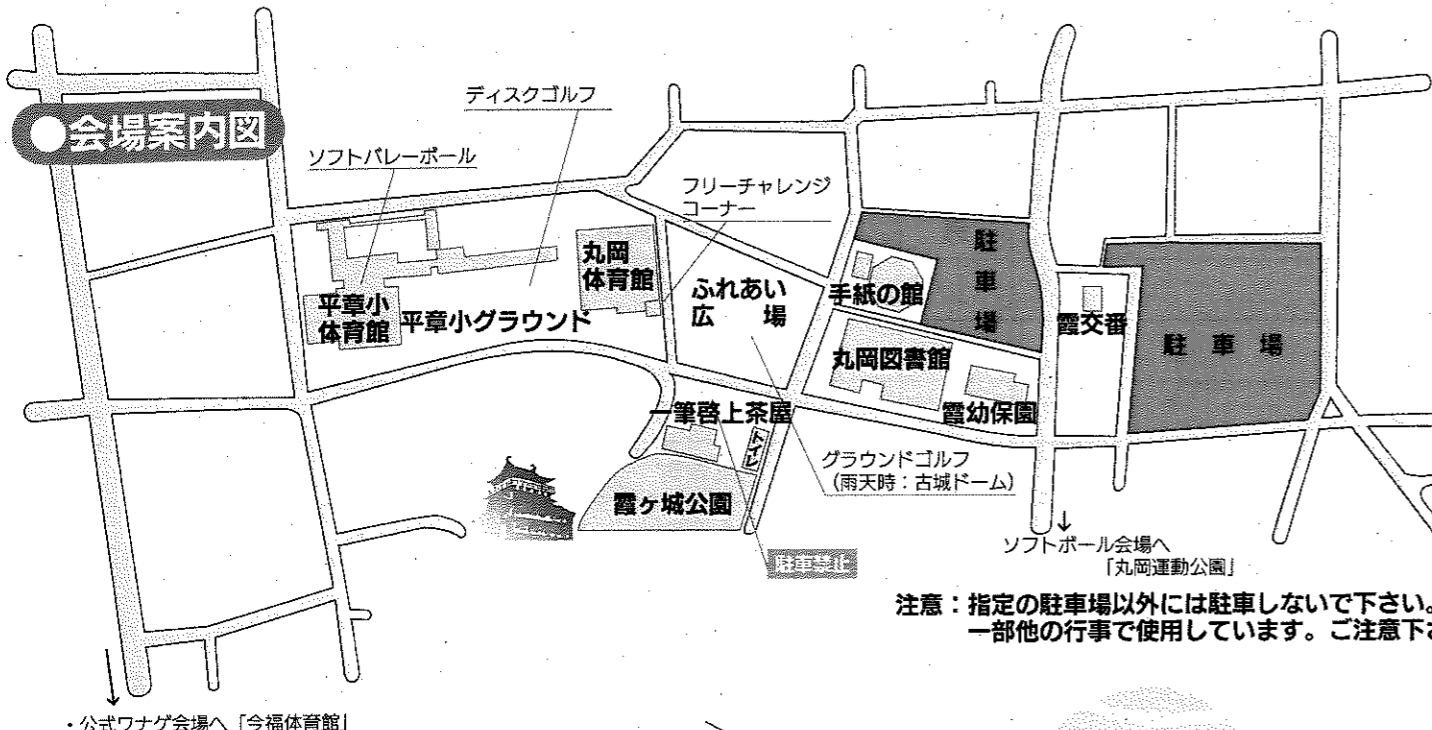 ●会場案内図
ディスクゴルフ
ソフトバレーボール
フリーチャレンジ
コーナー
丸岡
体育館
平章小
体育館
平章小グラウンド
ふれあい
広場
手紙の館
駐車場
霞交番
駐車場
丸岡図書館
霞幼保園
一筆啓上茶屋
トイレ
グラウンドゴルフ
（雨天時：古城ドーム）
霞ヶ城公園
駐車禁止
↓
ソフトボール会場へ
「丸岡運動公園」
注意：指定の駐車場以外には駐車しないで下さい。
一部他の行事で使用しています。ご注意下さ
↓
・公式ワナゲ会場へ「今福体育館」